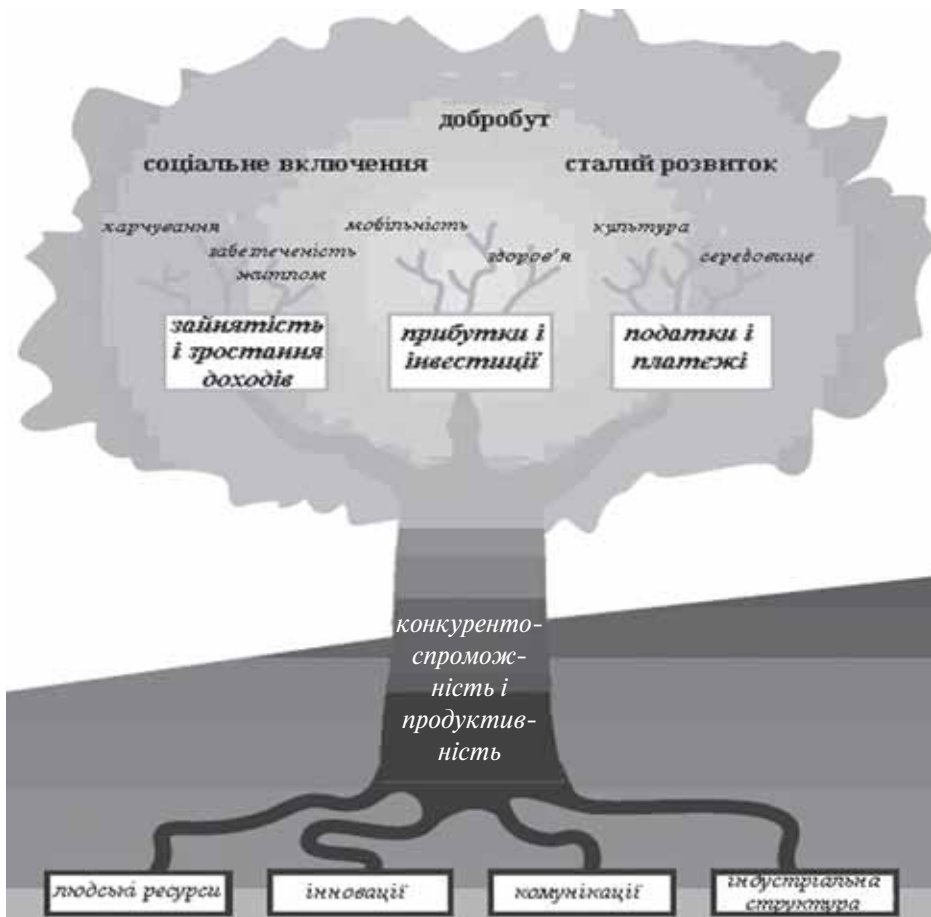 добробут
соціальне включення
сталий розвиток
харчування
забетеченість
житлом
мобільність
здоров'я
культура
середовище
зайнятість
і зростання
доходів
прибутки і
інвестиції
податки і
платежі
конкуренто-
спромож-
ність і
продуктив-
ність
людські ресурси
інновації
комунікації
індустріальна
структура